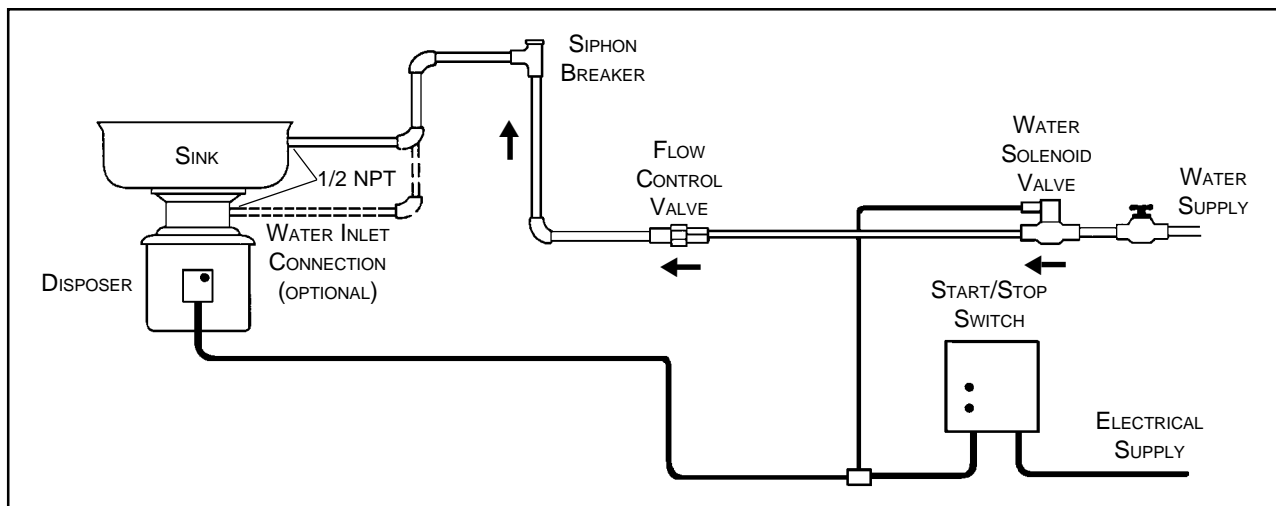 SIPHON
BREAKER
SINK
1/2 NPT
FLOW
CONTROL
VALVE
WATER
SOLENOID
VALVE
WATER
SUPPLY
WATER INLET
CONNECTION
(OPTIONAL)
DISPOSER
START/STOP
SWITCH
ELECTRICAL
SUPPLY